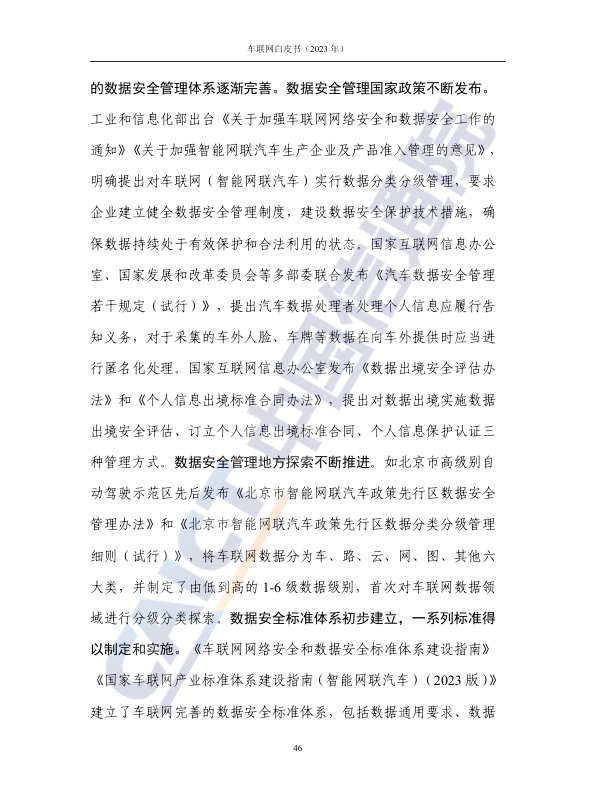 车联网白皮书（2023 年）
的数据安全管理体系逐渐完善。数据安全管理国家政策不断发布。
工业和信息化部出台《关于加强车联网网络安全和数据安全工作的
通知》《关于加强智能网联汽车生产企业及产品准入管理的意见》，
明确提出对车联网（智能网联汽车）实行数据分类分级管理，要求
企业建立健全数据安全管理制度，建设数据安全保护技术措施，确
保数据持续处于有效保护和合法利用的状态。国家互联网信息办公
室、国家发展和改革委员会等多部委联合发布《汽车数据安全管理
若干规定（试行）》，提出汽车数据处理者处理个人信息应履行告
知义务，对于采集的车外人脸、车牌等数据在向车外提供时应当进
行匿名化处理。国家互联网信息办公室发布《数据出境安全评估办
法》和《个人信息出境标准合同办法》，提出对数据出境实施数据
出境安全评估、订立个人信息出境标准合同、个人信息保护认证三
种管理方式。数据安全管理地方探索不断推进。如北京市高级别自
动驾驶示范区先后发布《北京市智能网联汽车政策先行区数据安全
管理办法》和《北京市智能网联汽车政策先行区数据分类分级管理
细则（试行）》，将车联网数据分为车、路、云、网、图、其他六
大类，并制定了由低到高的 1-6 级数据级别，首次对车联网数据领
域进行分级分类探索。数据安全标准体系初步建立，一系列标准得
以制定和实施。《车联网网络安全和数据安全标准体系建设指南》
《国家车联网产业标准体系建设指南（智能网联汽车）（2023 版）》
建立了车联网完善的数据安全标准体系，包括数据通用要求、数据
46
CAICT 中国信通院